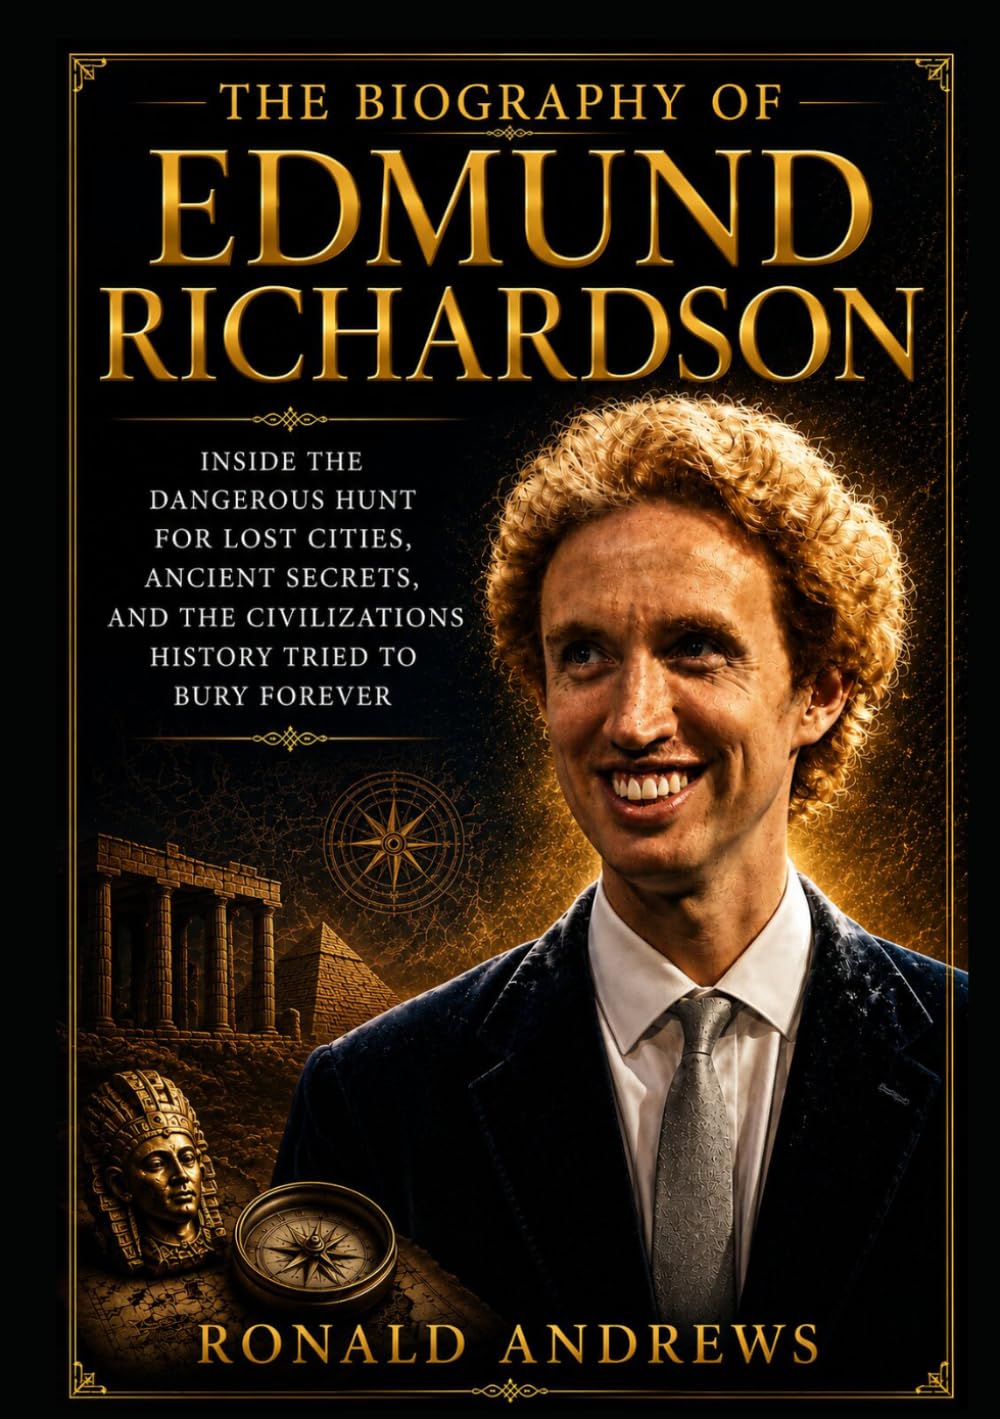 THE BIOGRAPHY OF
EDMUND
RICHARDSON
INSIDE THE
DANGEROUS HUNT
FOR LOST CITIES,
ANCIENT SECRETS,
AND THE CIVILIZATIONS
HISTORY TRIED TO
BURY FOREVER
RONALD ANDREWS